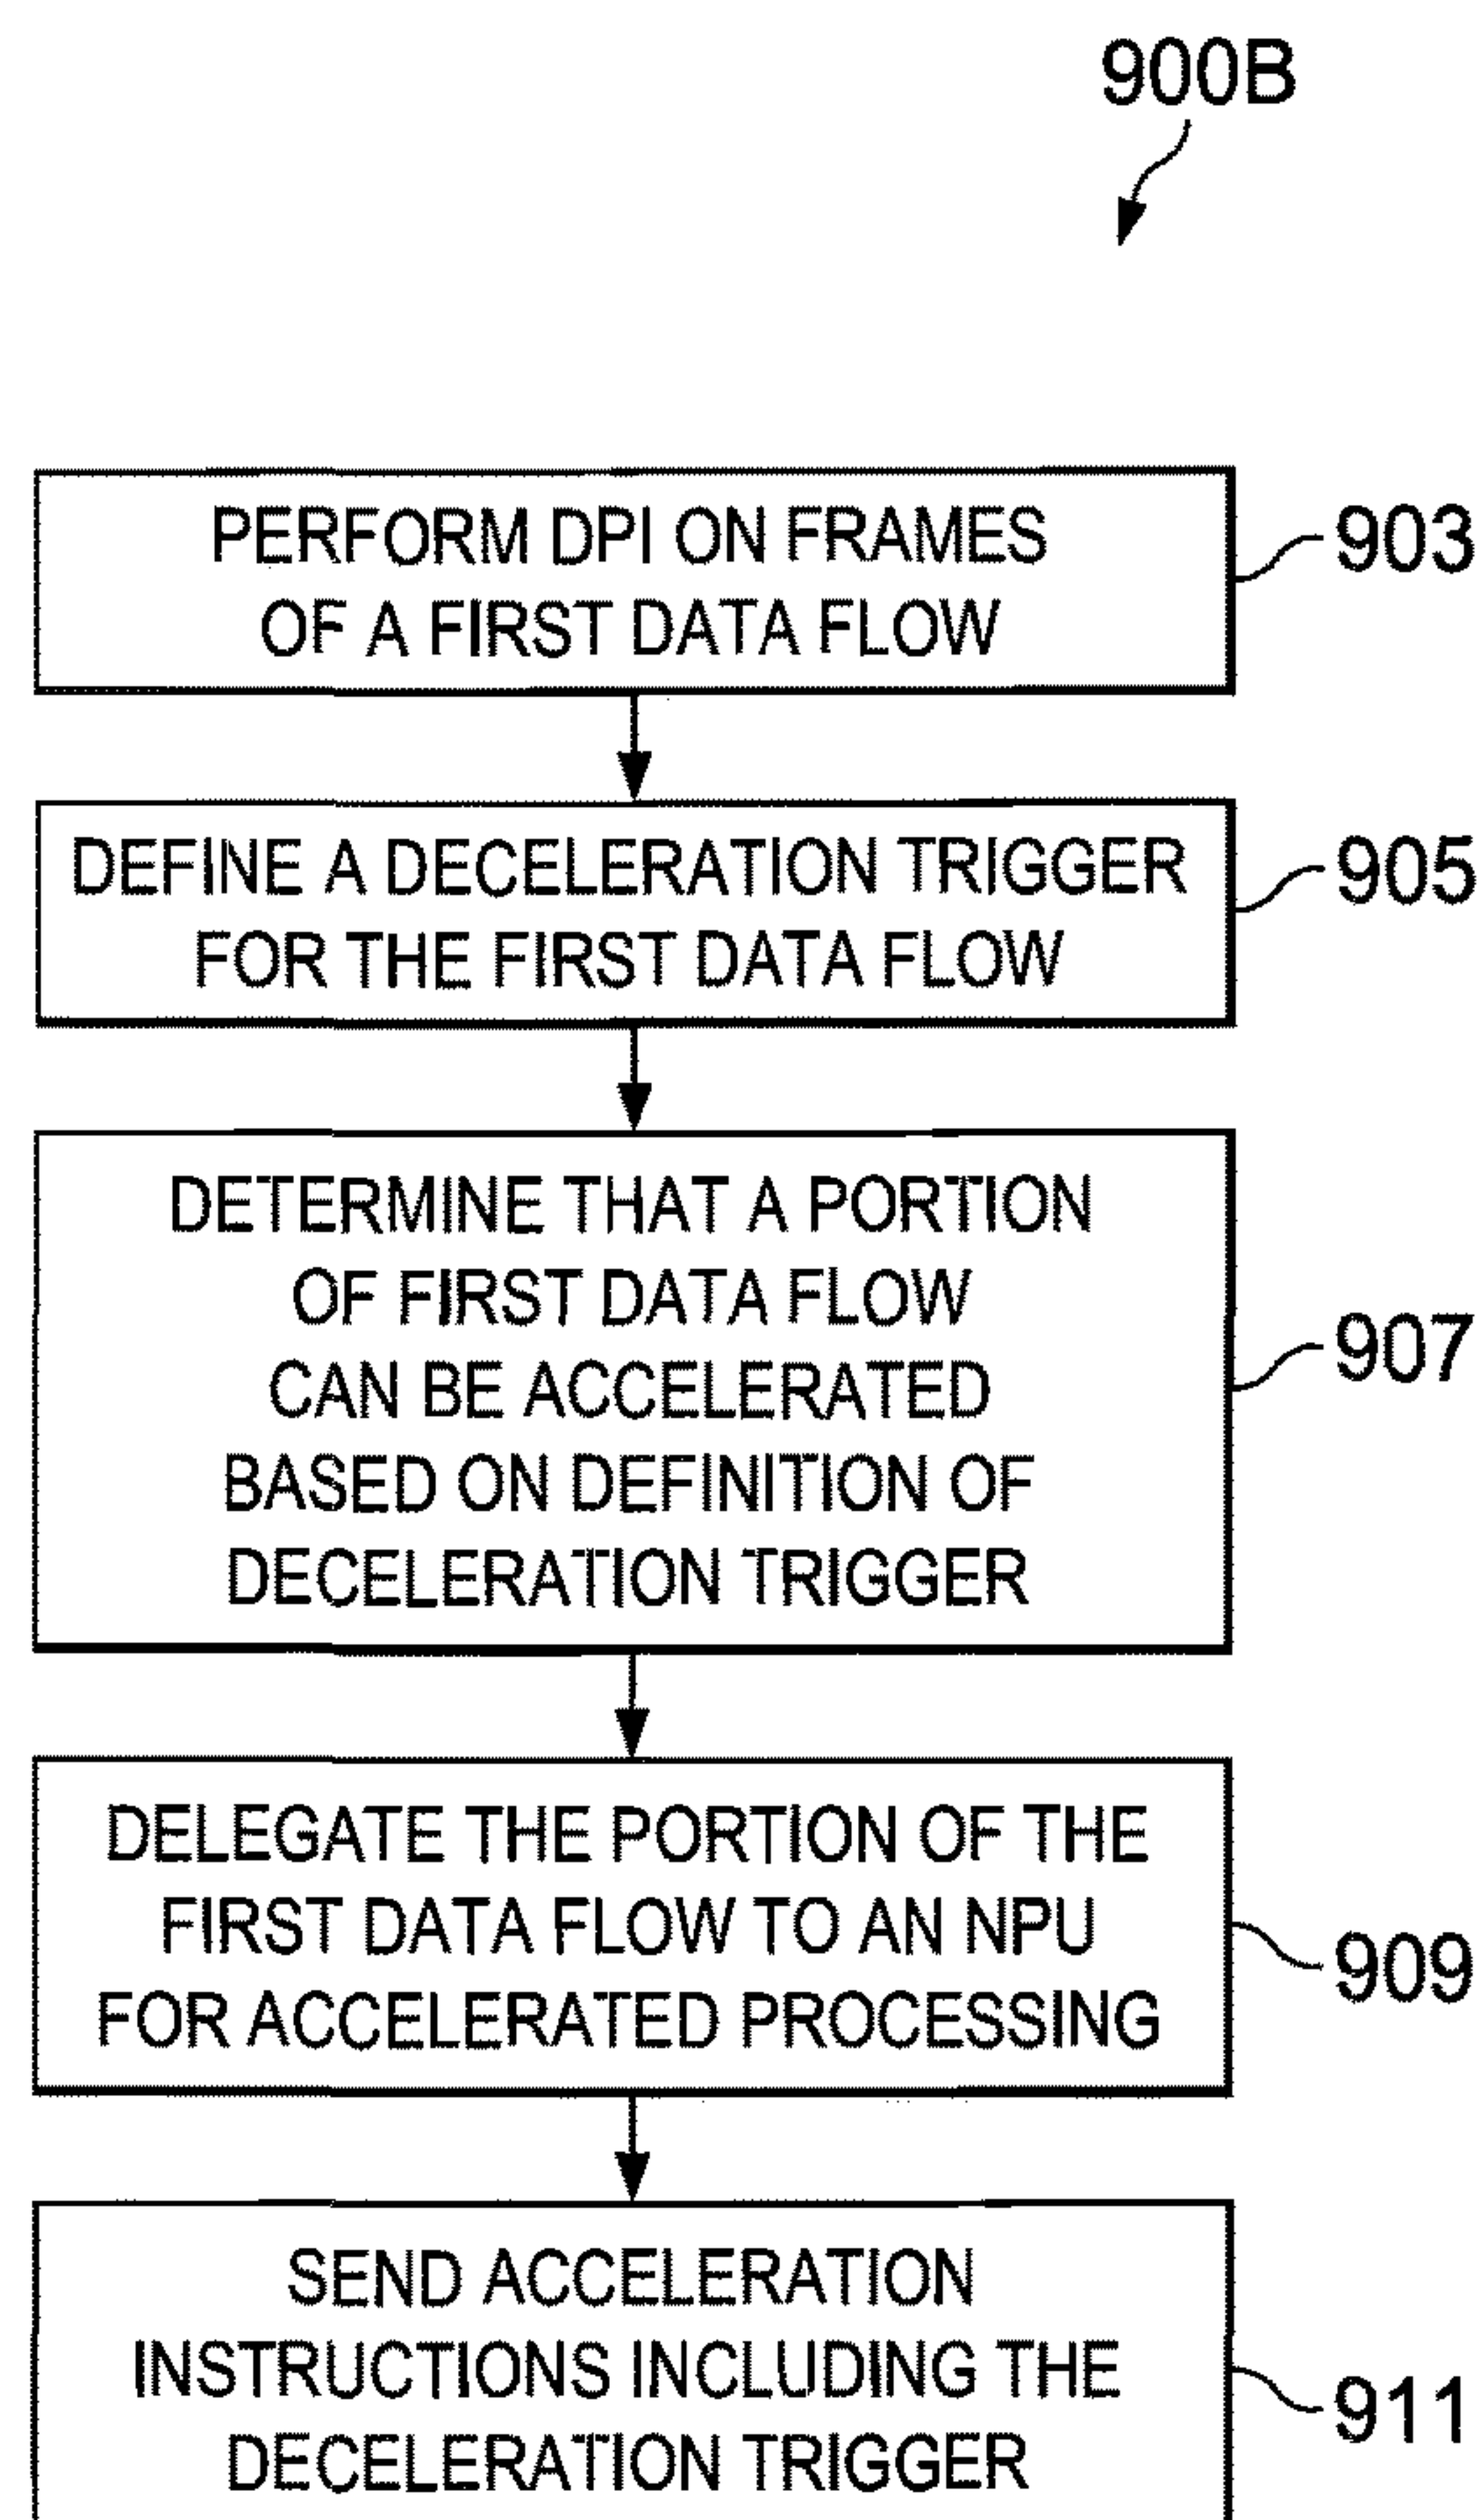 900B
PERFORM DPI ON FRAMES
OF A FIRST DATA FLOW
903
DEFINE A DECELERATION TRIGGER
FOR THE FIRST DATA FLOW
905
DETERMINE THAT A PORTION
OF FIRST DATA FLOW
CAN BE ACCELERATED
BASED ON DEFINITION OF
DECELERATION TRIGGER
907
DELEGATE THE PORTION OF THE
FIRST DATA FLOW TO AN NPU
FOR ACCELERATED PROCESSING
909
SEND ACCELERATION
INSTRUCTIONS INCLUDING THE
DECELERATION TRIGGER
911